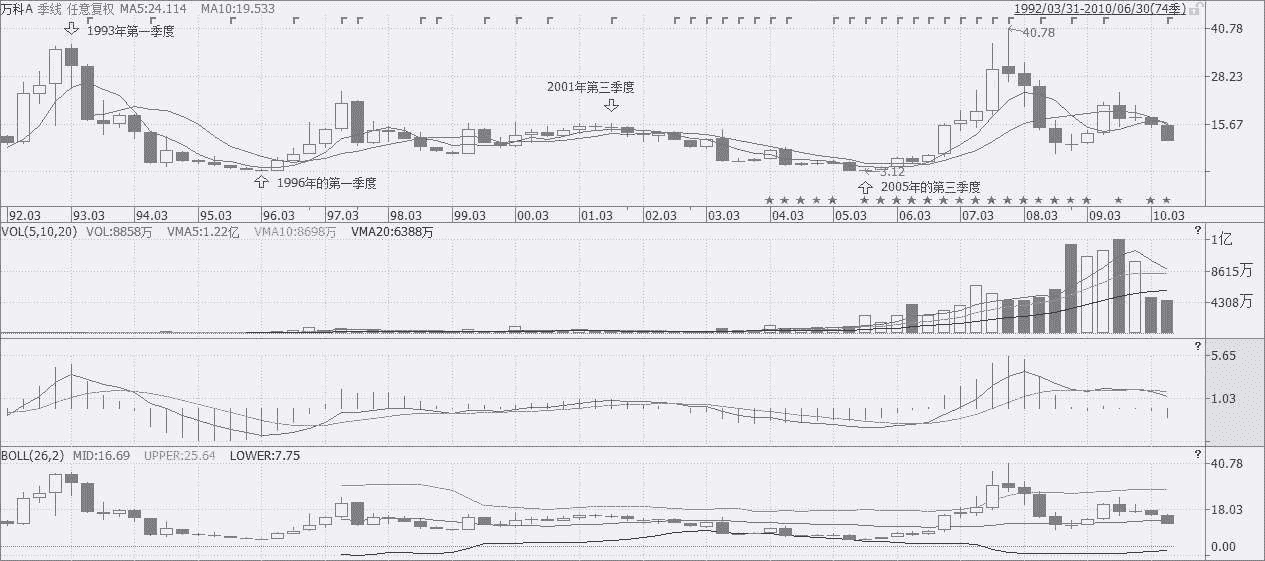 万科A 季线 任意复权 MA5:24.114 MA10:19.533
1992/03/31-2010/06/30(74季)
1993年第一季度
40.78
40.78
28.23
2001年第三季度
15.67
3.12
1996年的第一季度
2005年的第三季度
92.03 93.03 94.03 95.03 96.03 97.03 98.03 99.03 00.03 01.03 02.03 03.03 04.03 05.03 06.03 07.03 08.03 09.03 10.03
VOL(5,10,20) VOL:8858万 VMA5:1.22亿 VMA10:8698万 VMA20:6388万
?
1亿
8615万
4308万
?
5.65
1.03
BOLL(26,2) MID:16.69 UPPER:25.64 LOWER:7.75
?
40.78
18.03
0.00